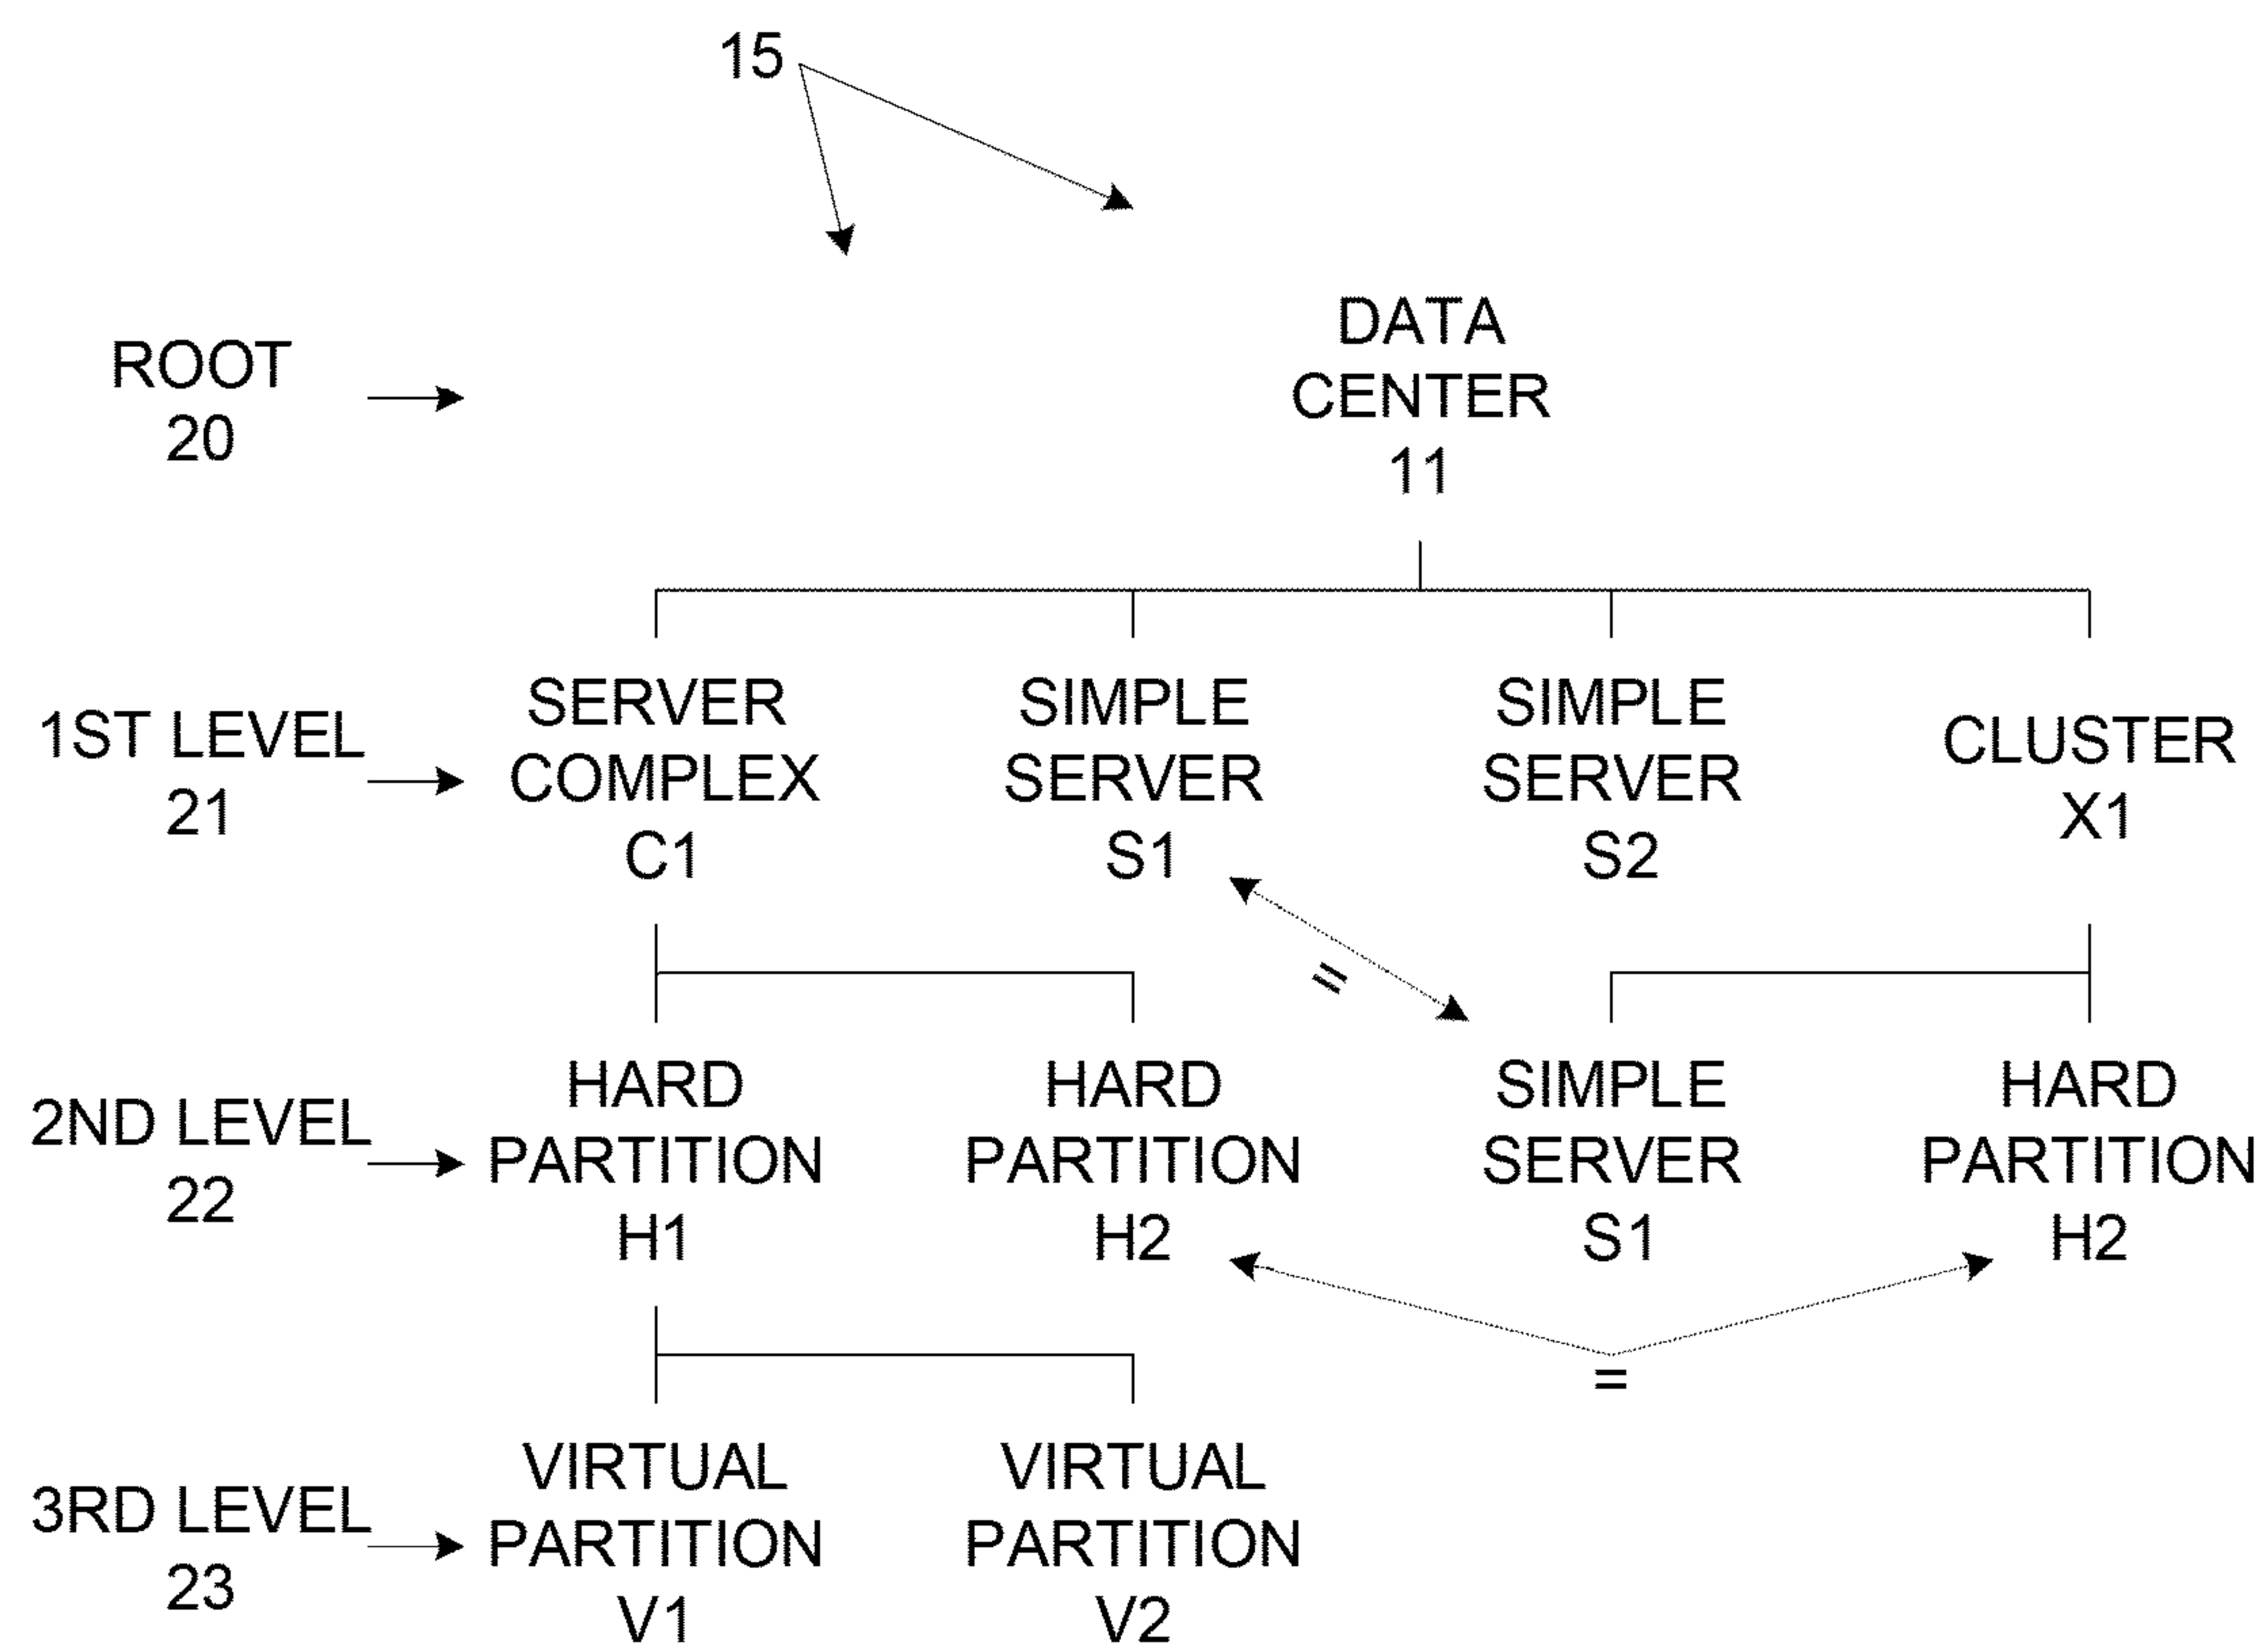 15
ROOT
20
DATA
CENTER
11
1ST LEVEL
21
SERVER
COMPLEX
C1
SIMPLE
SERVER
S1
SIMPLE
SERVER
S2
CLUSTER
X1
=
2ND LEVEL
22
HARD
PARTITION
H1
HARD
PARTITION
H2
SIMPLE
SERVER
S1
HARD
PARTITION
H2
=
3RD LEVEL
23
VIRTUAL
PARTITION
V1
VIRTUAL
PARTITION
V2